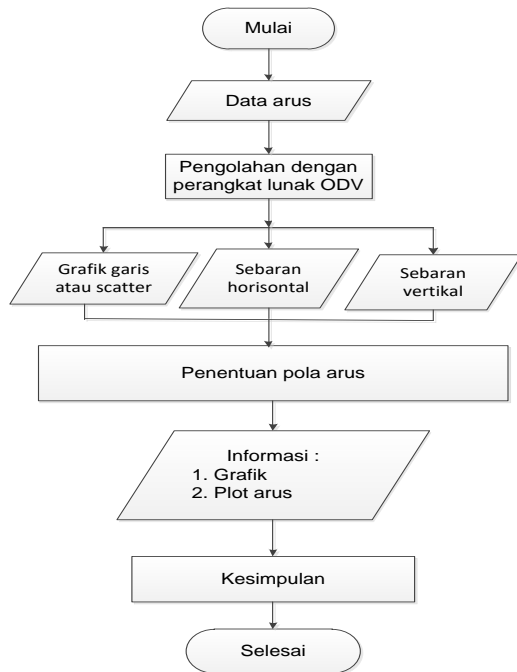 Mulai
Data arus
Pengolahan dengan
perangkat lunak ODV
Grafik garis
atau scatter
Sebaran
horisontal
Sebaran
vertikal
Penentuan pola arus
Informasi :
1. Grafik
2. Plot arus
Kesimpulan
Selesai